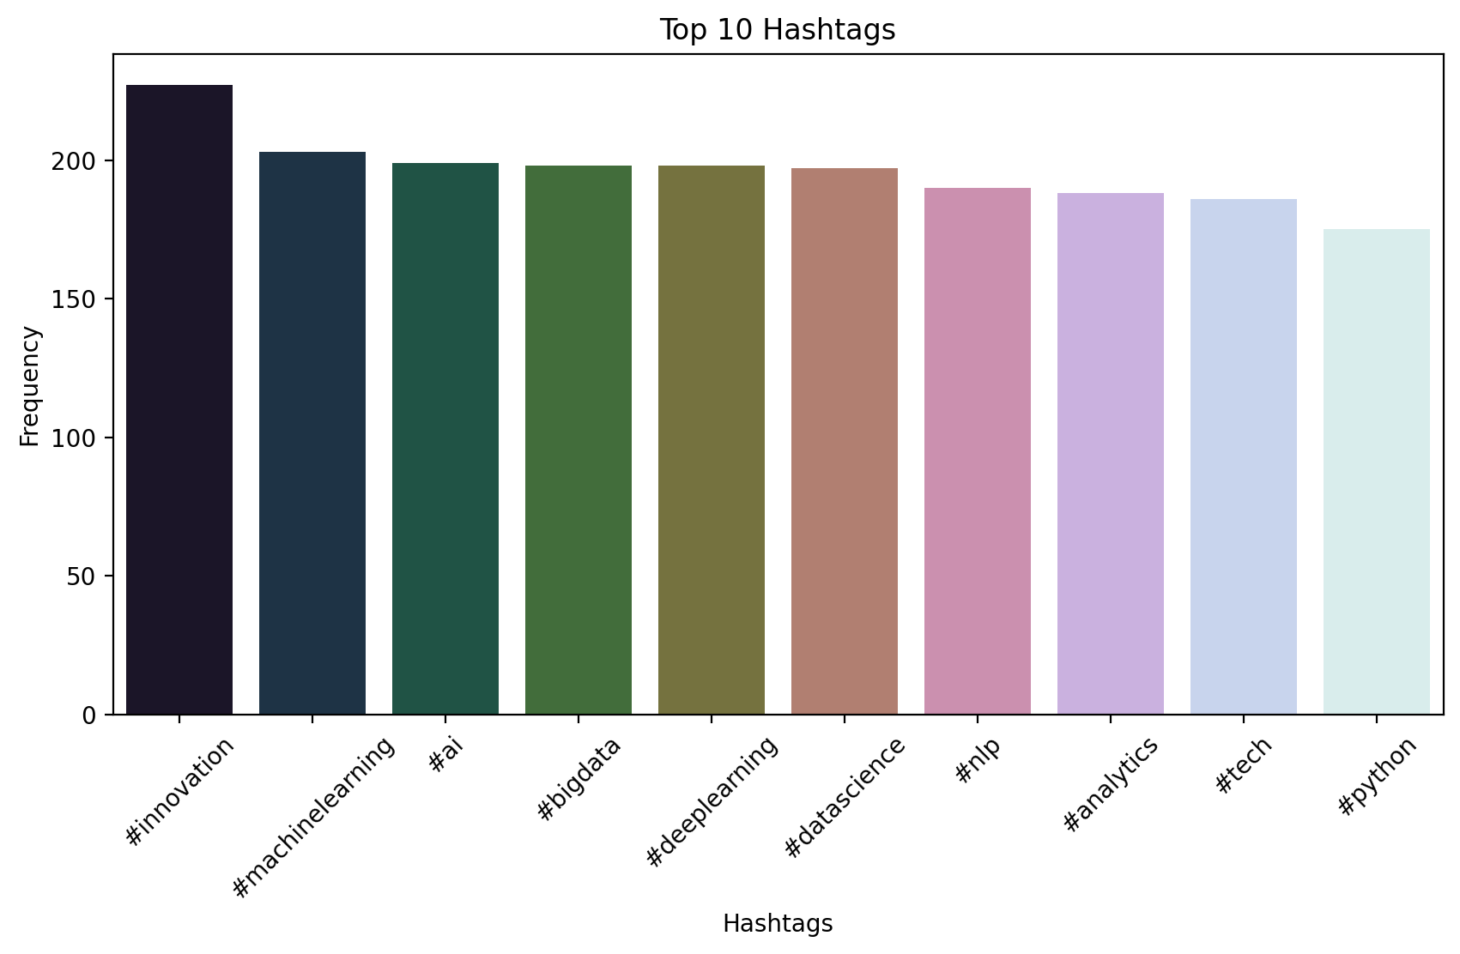 Top 10 Hashtags
Frequency
200
150
100
50
0
#innovation
#machinelearning
#ai
#bigdata
#deeplearning
#datascience
#nlp
#analytics
#tech
#python
Hashtags